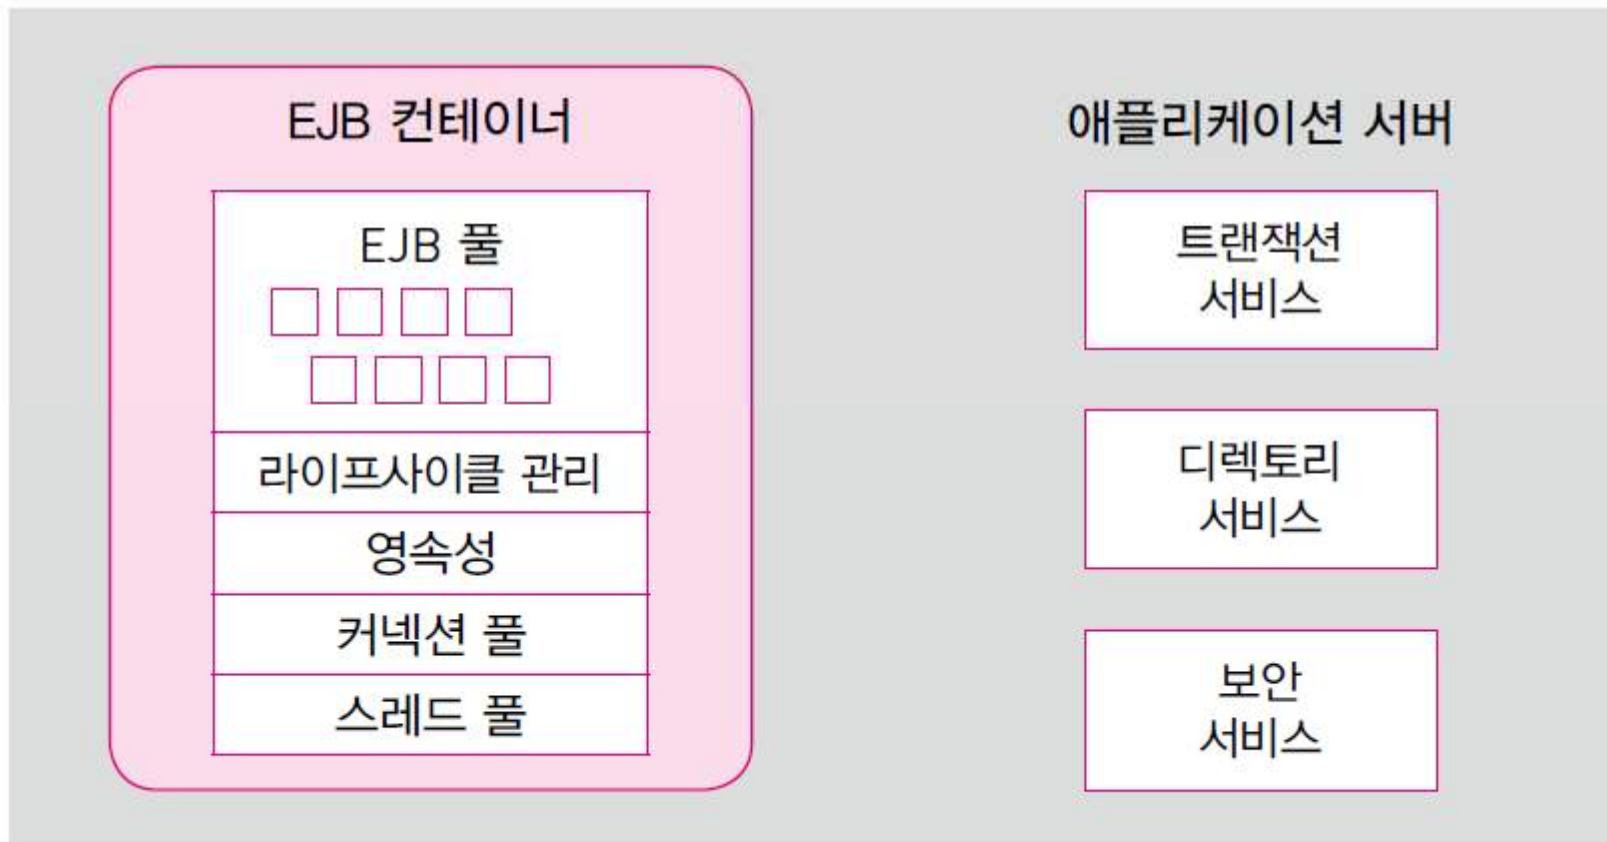 EJB 컨테이너
EJB 풀
라이프사이클 관리
영속성
커넥션 풀
스레드 풀
애플리케이션 서버
트랜잭션
서비스
디렉토리
서비스
보안
서비스